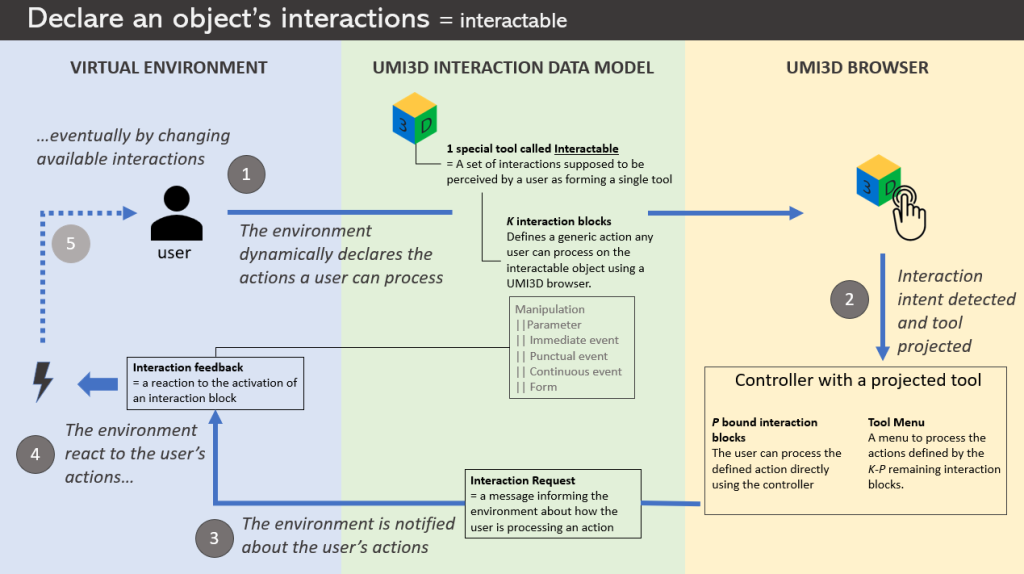 Declare an object's interactions = interactable
VIRTUAL ENVIRONMENT
UMI3D INTERACTION DATA MODEL
UMI3D BROWSER
…eventually by changing
available interactions
1
user
5
The environment
dynamically declares the
actions a user can process
3 D
1 special tool called Interactable
= A set of interactions supposed to be
perceived by a user as forming a single tool
K interaction blocks
Defines a generic action any
user can process on the
interactable object using a
UMI3D browser.
Manipulation
||Parameter
|| Immediate event
|| Punctual event
|| Continuous event
|| Form
3 D
2
Interaction
intent detected
and tool
projected
Controller with a projected tool
P bound interaction
blocks
The user can process the
defined action directly
using the controller
Tool Menu
A menu to process the
actions defined by the
K-P remaining interaction
blocks.
Interaction Request
= a message informing the
environment about how the
user is processing an action
3
The environment is notified
about the user's actions
Interaction feedback
= a reaction to the activation of
an interaction block
4
The environment
react to the user's
actions…